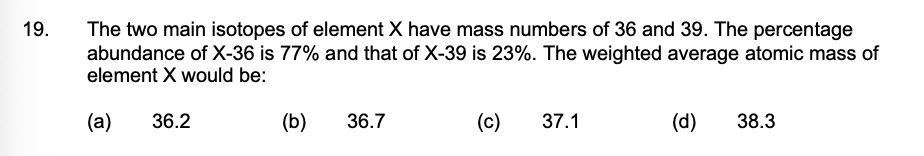 19. The two main isotopes of element X have mass numbers of 36 and 39. The percentage
abundance of X-36 is 77% and that of X-39 is 23%. The weighted average atomic mass of
element X would be:
(a) 36.2 (b) 36.7 (c) 37.1 (d) 38.3